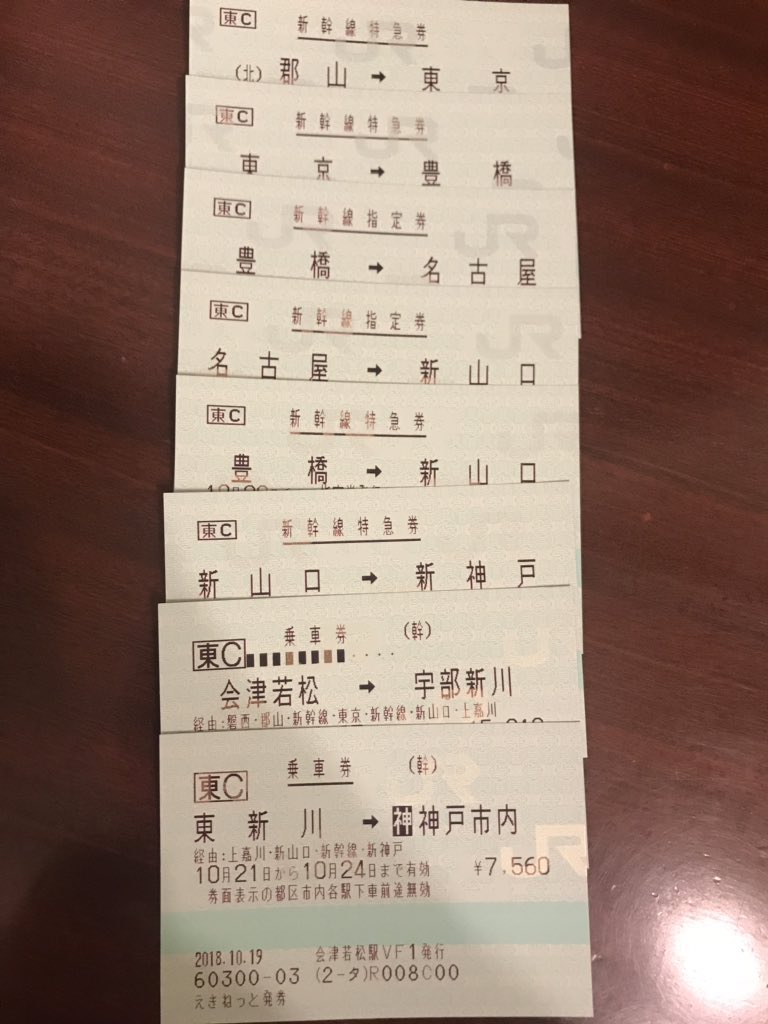 東C 新幹線特急券
(北) 郡山 → 東京
東C 新幹線特急券
東京 → 豊橋
東C 新幹線指定券
豊橋 → 名古屋
東C 新幹線指定券
名古屋 → 新山口
東C 新幹線特急券
豊橋 → 新山口
東C 新幹線特急券
新山口 → 新神戸
東C 乗車券 (幹)
会津若松 → 宇部新川
経由:磐西・郡山・新幹線・東京・新幹線・新山口・上嘉川
東C 乗車券 (幹)
東新川 → 神 神戸市内
経由:上嘉川・新山口・新幹線・新神戸
10月21日から10月24日まで有効 ¥7,560
券面表示の都区市内各駅下車前途無効
2018.10.19 会津若松駅VF1発行
60300-03 (2-タ)R008C00
えきねっと発券